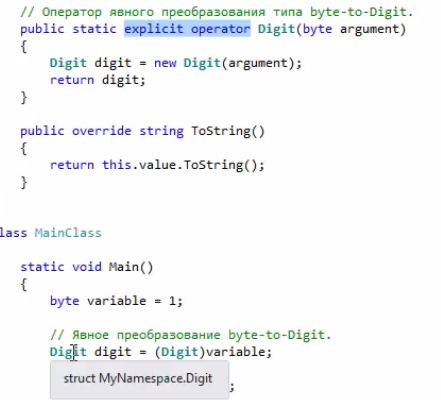 // Оператор явного преобразования типа byte-to-Digit.
public static explicit operator Digit(byte argument)
{
Digit digit = new Digit(argument);
return digit;
}
public override string ToString()
{
return this.value.ToString();
}
lass MainClass
static void Main()
{
byte variable = 1;
// Явное преобразование byte-to-Digit.
Digit digit = (Digit)variable;
struct MyNamespace.Digit
;